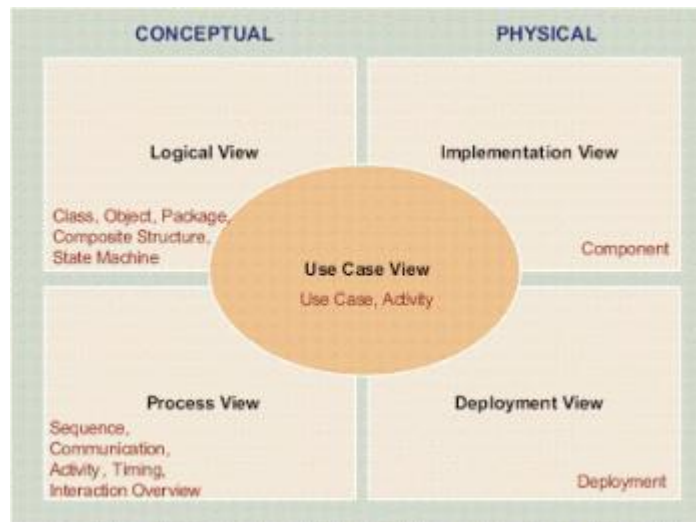 CONCEPTUAL
PHYSICAL
Logical View
Implementation View
Class, Object, Package,
Composite Structure,
State Machine
Component
Use Case View
Use Case, Activity
Process View
Deployment View
Sequence,
Communication,
Activity, Timing,
Interaction Overview
Deployment